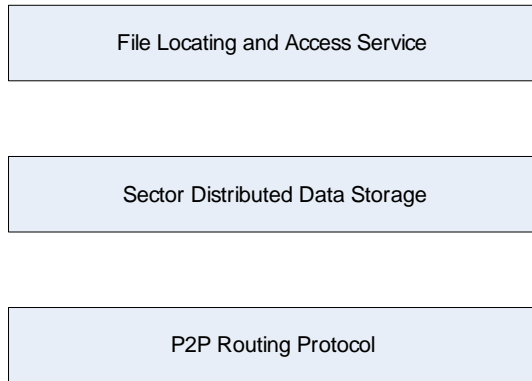 File Locating and Access Service
Sector Distributed Data Storage
P2P Routing Protocol